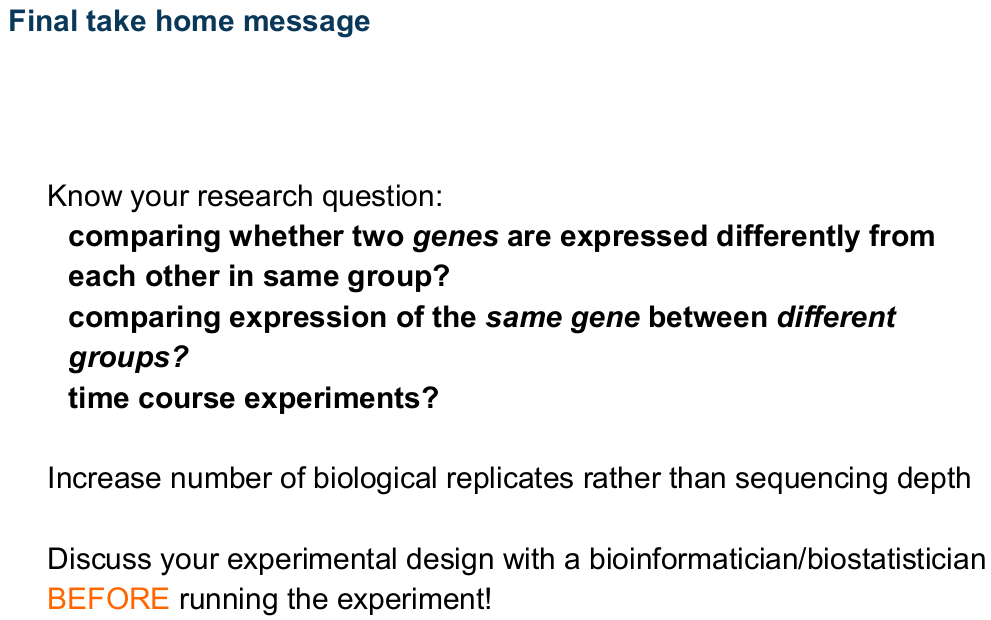 Final take home message
Know your research question:
comparing whether two genes are expressed differently from
each other in same group?
comparing expression of the same gene between different
groups?
time course experiments?
Increase number of biological replicates rather than sequencing depth
Discuss your experimental design with a bioinformatician/biostatistician
BEFORE running the experiment!